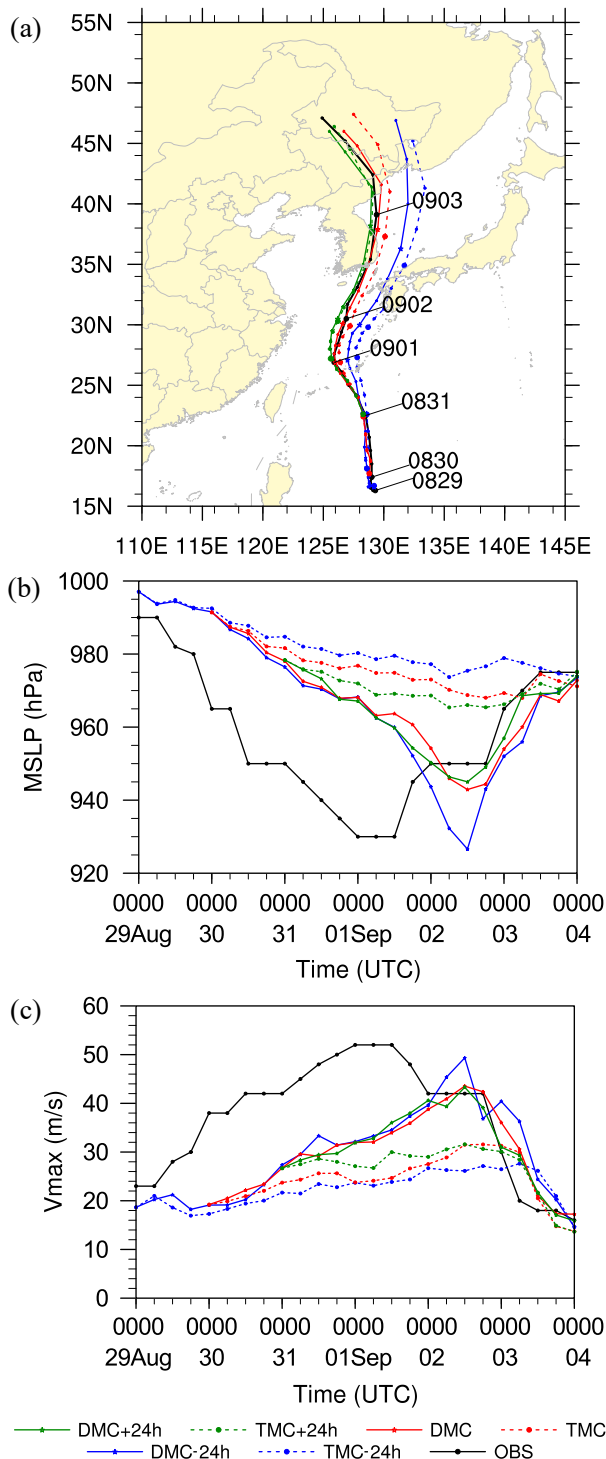 (a)
55N
50N
45N
40N
35N
30N
25N
20N
15N
0903
0902
0901
0831
0830
0829
110E 115E 120E 125E 130E 135E 140E 145E
(b)
1000
980
960
940
920
MSLP (hPa)
0000 0000 0000 0000 0000 0000 0000
29Aug 30 31 01Sep 02 03 04
Time (UTC)
(c)
60
50
40
30
20
10
0
Vmax (m/s)
0000 0000 0000 0000 0000 0000 0000
29Aug 30 31 01Sep 02 03 04
Time (UTC)
DMC+24h TMC+24h DMC TMC
DMC-24h TMC-24h OBS